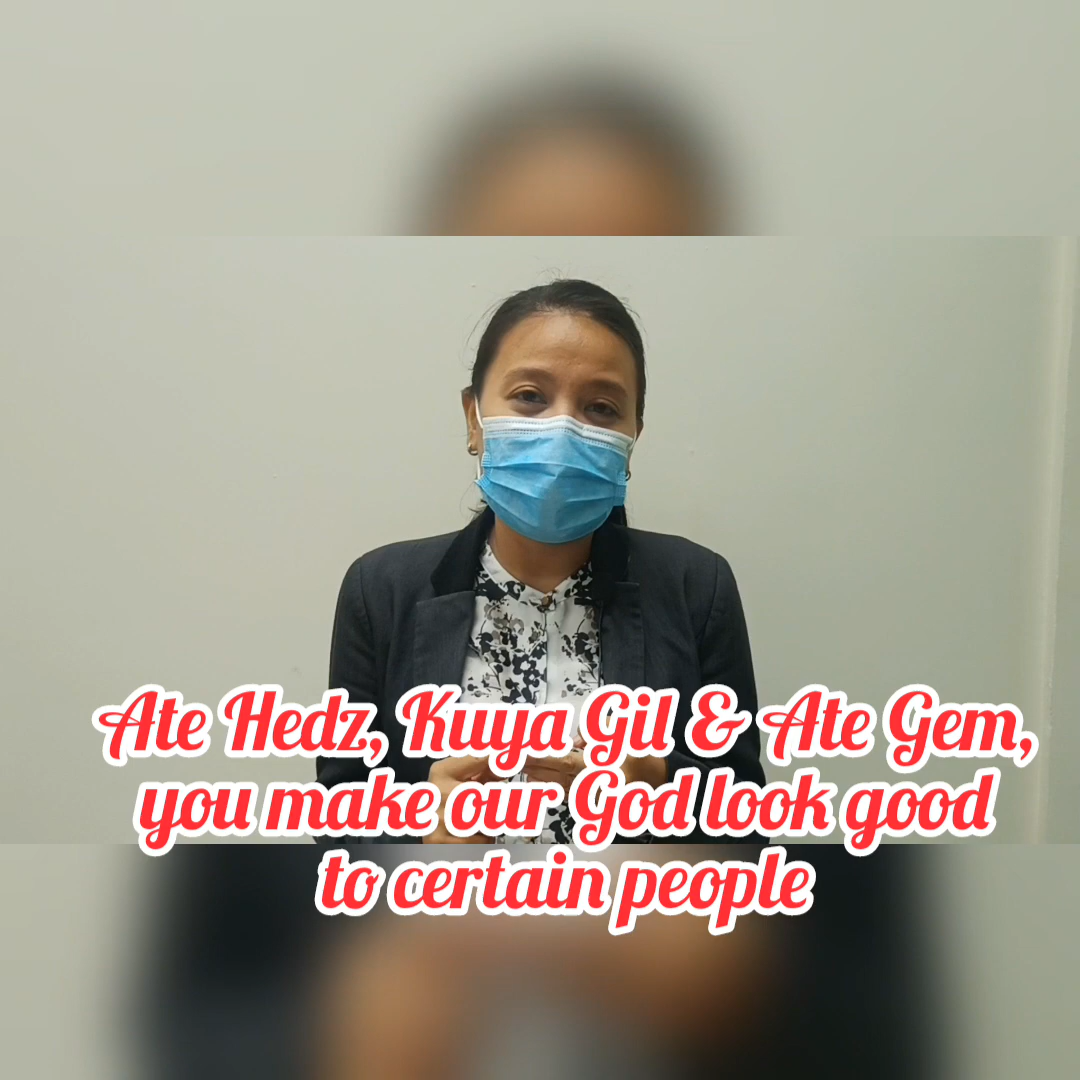 Ate Hedz, Kuya Gil & Ate Gem,
you make our God look good
to certain people